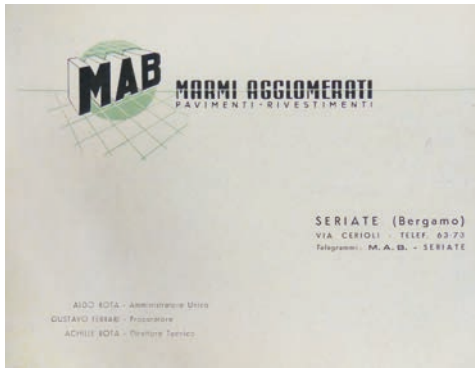 MAB
MARMI AGGLOMERATI
PAVIMENTI - RIVESTIMENTI
SERIATE (Bergamo)
VIA CERIOLI - TELEF. 63-73
Telegrammi: M.A.B. - SERIATE
ALDO ROTA - Amministratore Unico
GUSTAVO FERRARI - Procuratore
ACHILLE ROTA - Direttore Tecnico